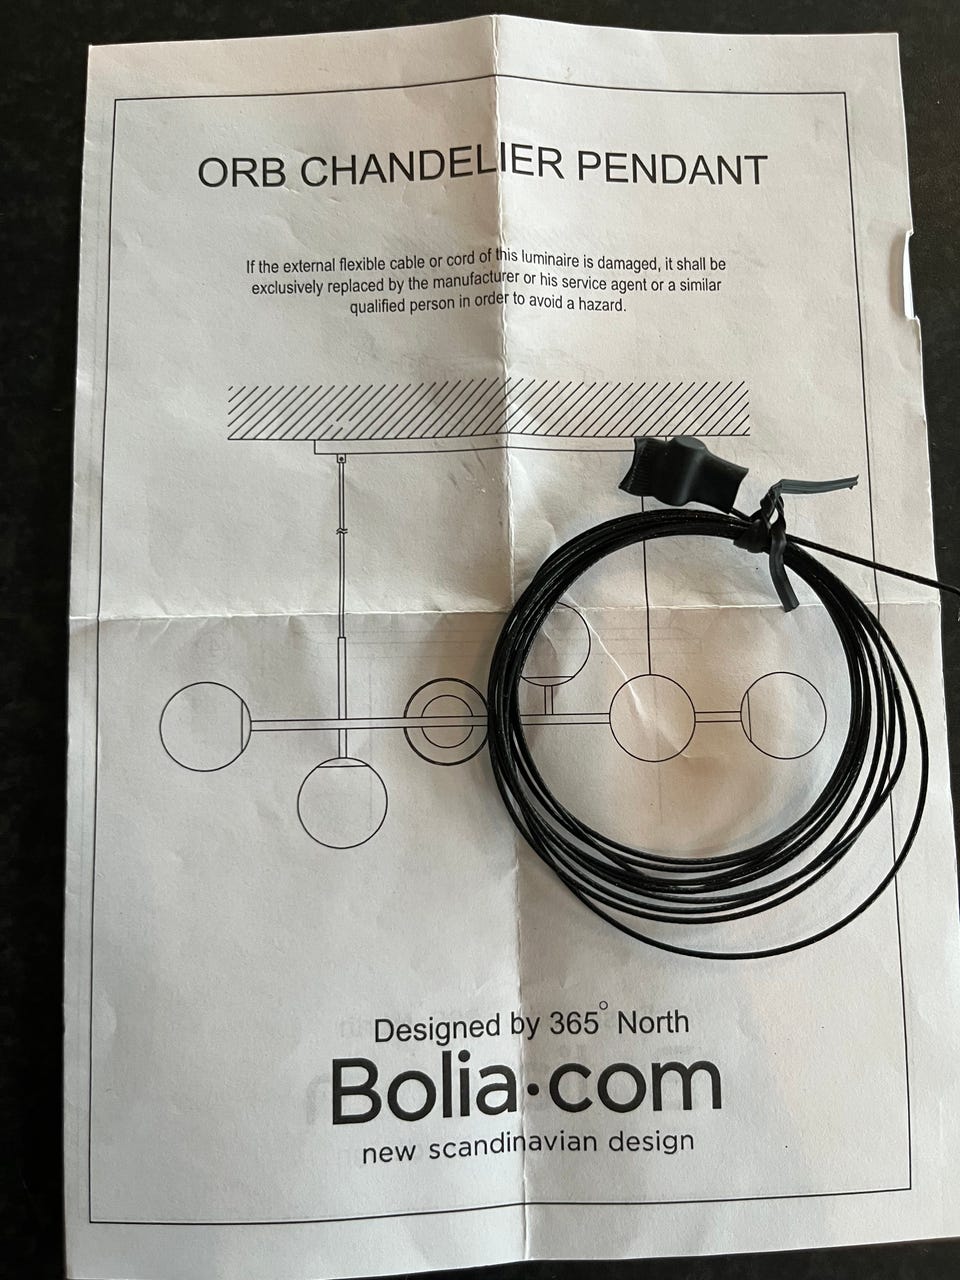 ORB CHANDELIER PENDANT
If the external flexible cable or cord of this luminaire is damaged, it shall be
exclusively replaced by the manufacturer or his service agent or a similar
qualified person in order to avoid a hazard.
Designed by 365° North
Bolia·com
new scandinavian design